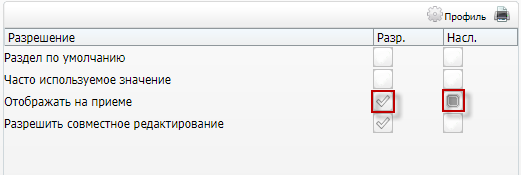 Профиль
Разрешение Разр. Насл.
Раздел по умолчанию
Часто используемое значение
Отображать на приеме
Разрешить совместное редактирование